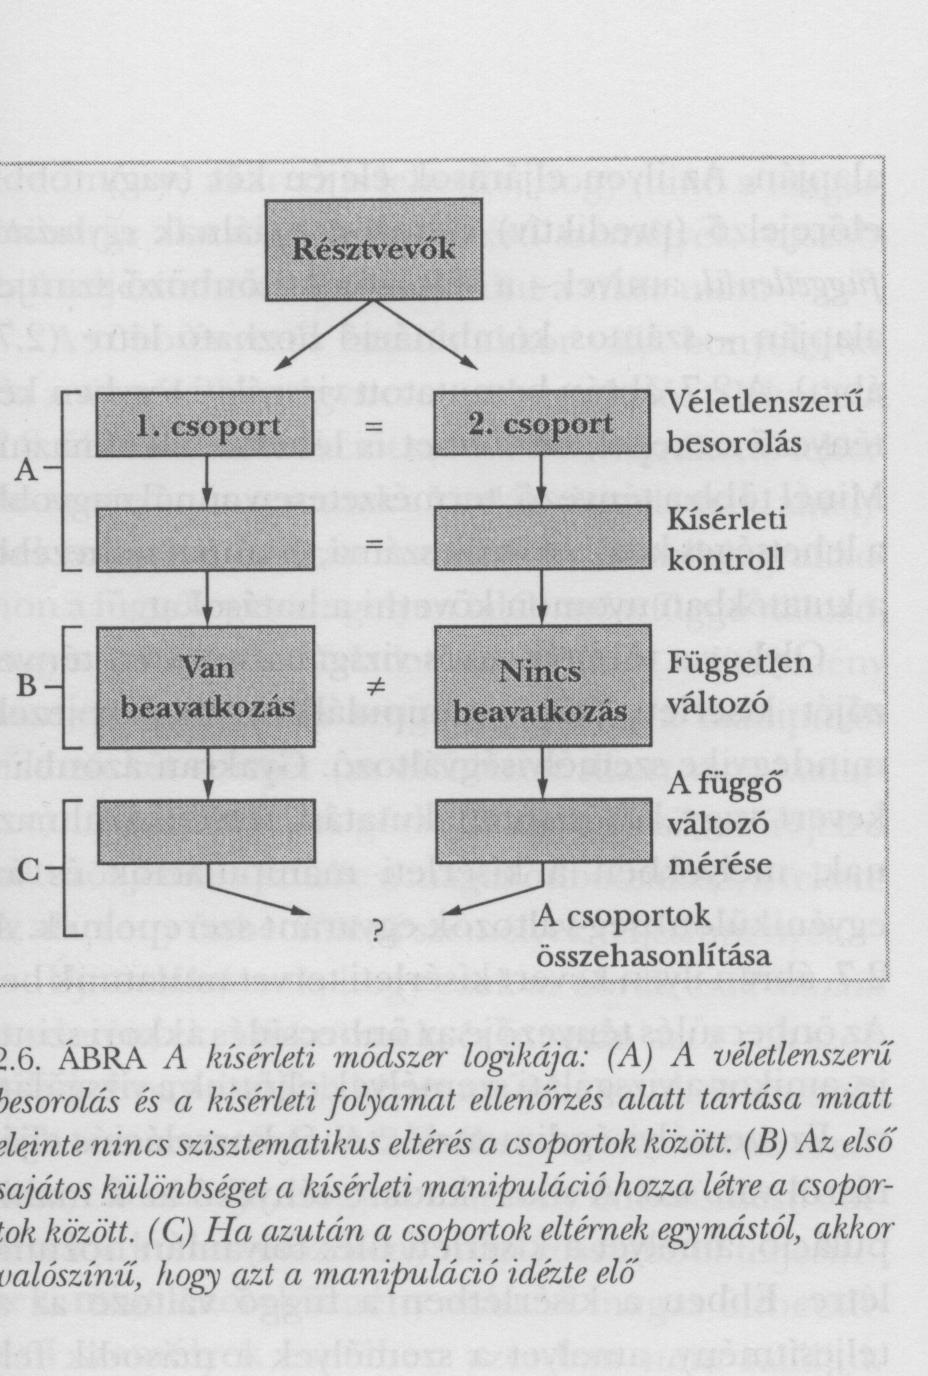 Résztvevők
1. csoport = 2. csoport
Véletlenszerű
besorolás
A
=
Kísérleti
kontroll
B
Van
beavatkozás
≠
Nincs
beavatkozás
Független
változó
A függő
változó
mérése
C
?
A csoportok
összehasonlítása
2.6. ÁBRA A kísérleti módszer logikája: (A) A véletlenszerű
besorolás és a kísérleti folyamat ellenőrzés alatt tartása miatt
eleinte nincs szisztematikus eltérés a csoportok között. (B) Az első
sajátos különbséget a kísérleti manipuláció hozza létre a csopor-
tok között. (C) Ha azután a csoportok eltérnek egymástól, akkor
valószínű, hogy azt a manipuláció idézte elő